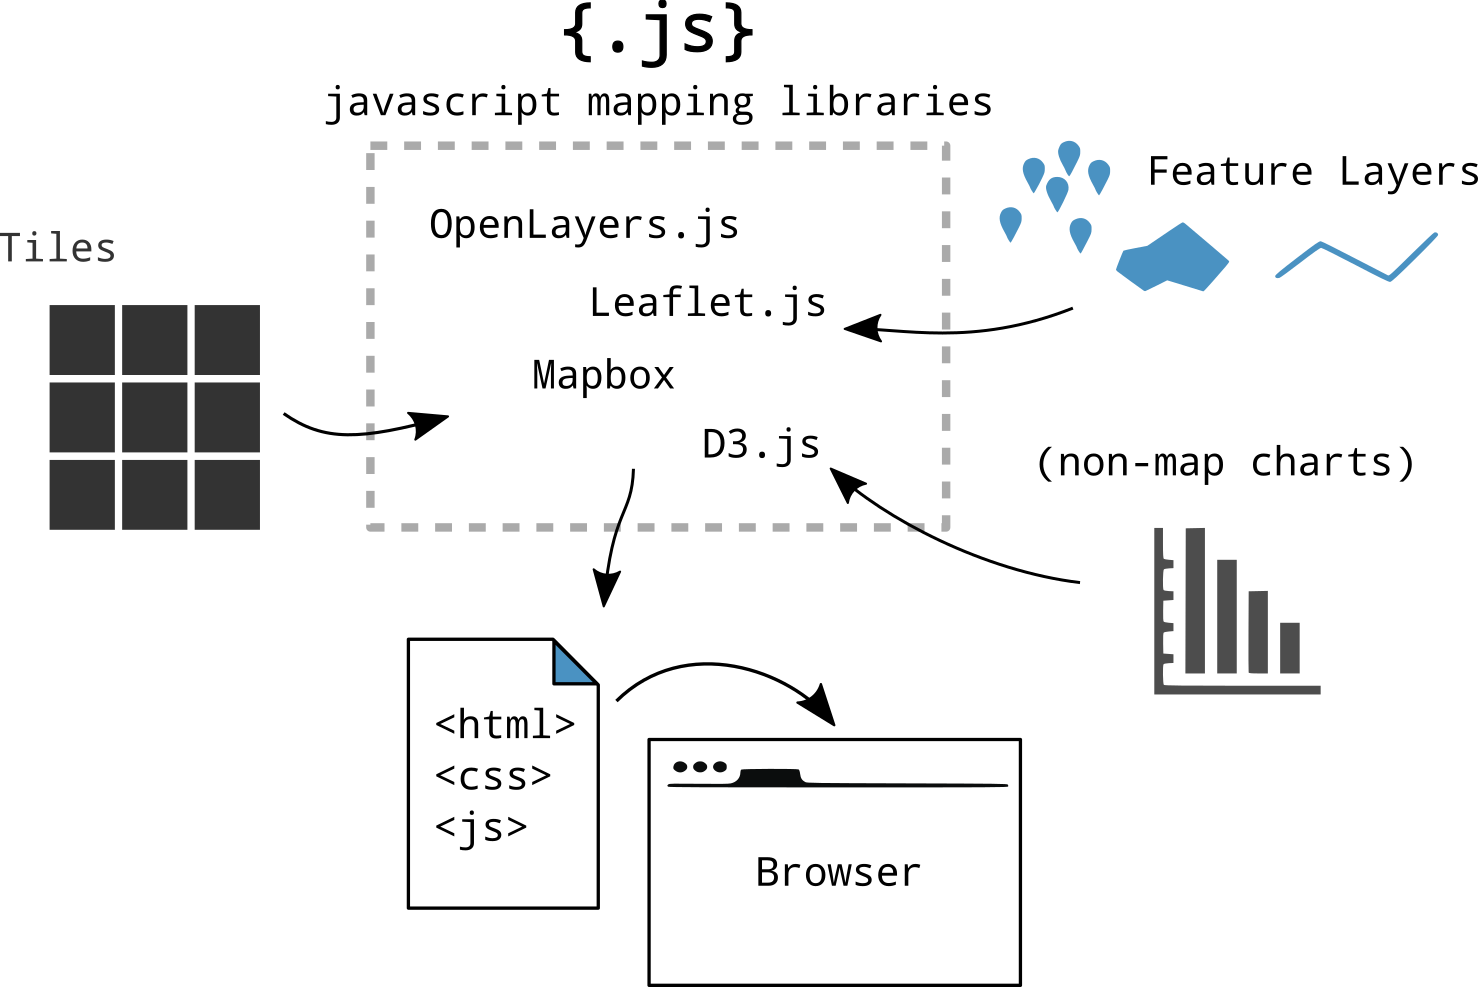 {.js}
javascript mapping libraries
Feature Layers
OpenLayers.js
Tiles
Leaflet.js
Mapbox
D3.js
(non-map charts)
<html>
<css>
<js>
Browser